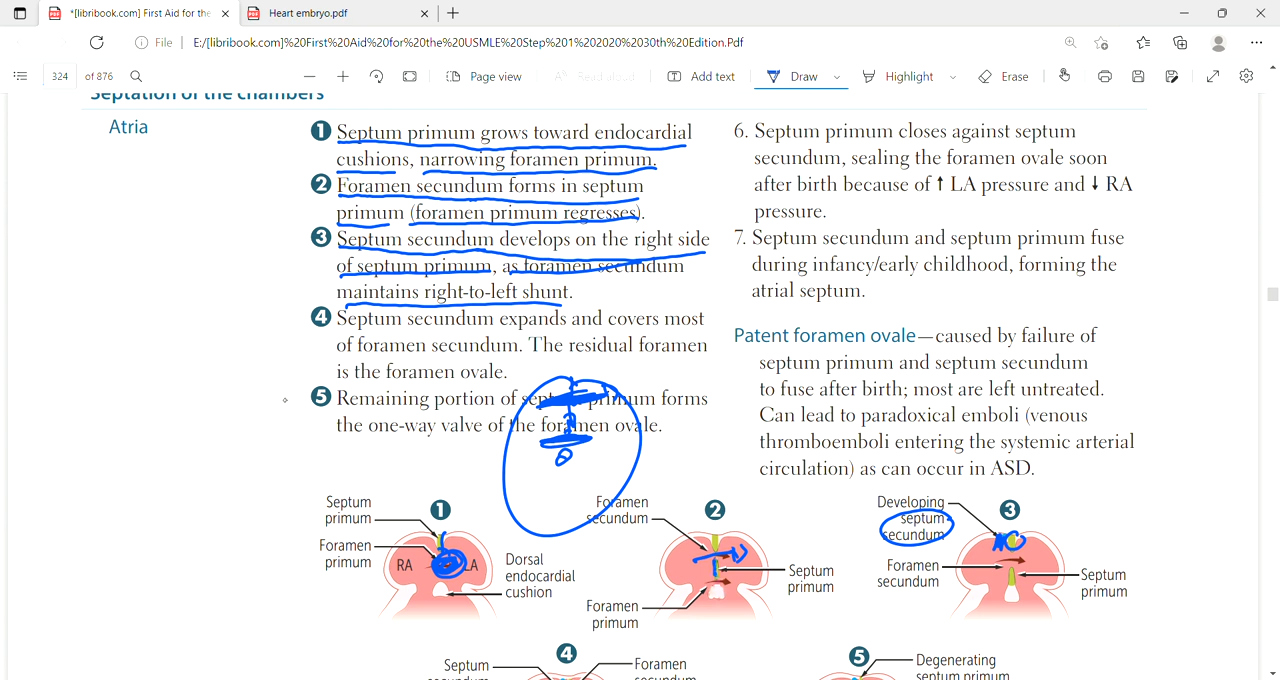 *[libribook.com] First Aid for the
Heart embryo.pdf
File
E:/[libribook.com]%20First%20Aid%20for%20the%20USMLE%20Step%201%202020%2030th%20Edition.Pdf
324 of 876
Page view
Read aloud
Add text
Draw
Highlight
Erase
Septation of the chambers
Atria
1 Septum primum grows toward endocardial
cushions, narrowing foramen primum.
2 Foramen secundum forms in septum
primum (foramen primum regresses).
3 Septum secundum develops on the right side
of septum primum, as foramen secundum
maintains right-to-left shunt.
4 Septum secundum expands and covers most
of foramen secundum. The residual foramen
is the foramen ovale.
5 Remaining portion of septum primum forms
the one-way valve of the foramen ovale.
6. Septum primum closes against septum
secundum, sealing the foramen ovale soon
after birth because of ↑ LA pressure and ↓ RA
pressure.
7. Septum secundum and septum primum fuse
during infancy/early childhood, forming the
atrial septum.
Patent foramen ovale—caused by failure of
septum primum and septum secundum
to fuse after birth; most are left untreated.
Can lead to paradoxical emboli (venous
thromboemboli entering the systemic arterial
circulation) as can occur in ASD.
1
Septum
primum
Foramen
primum
RA
LA
Dorsal
endocardial
cushion
2
Foramen
secundum
Septum
primum
Foramen
primum
3
Developing
septum
secundum
Foramen
secundum
Septum
primum
4
Septum
secundum
Foramen
secundum
5
Degenerating
septum primum